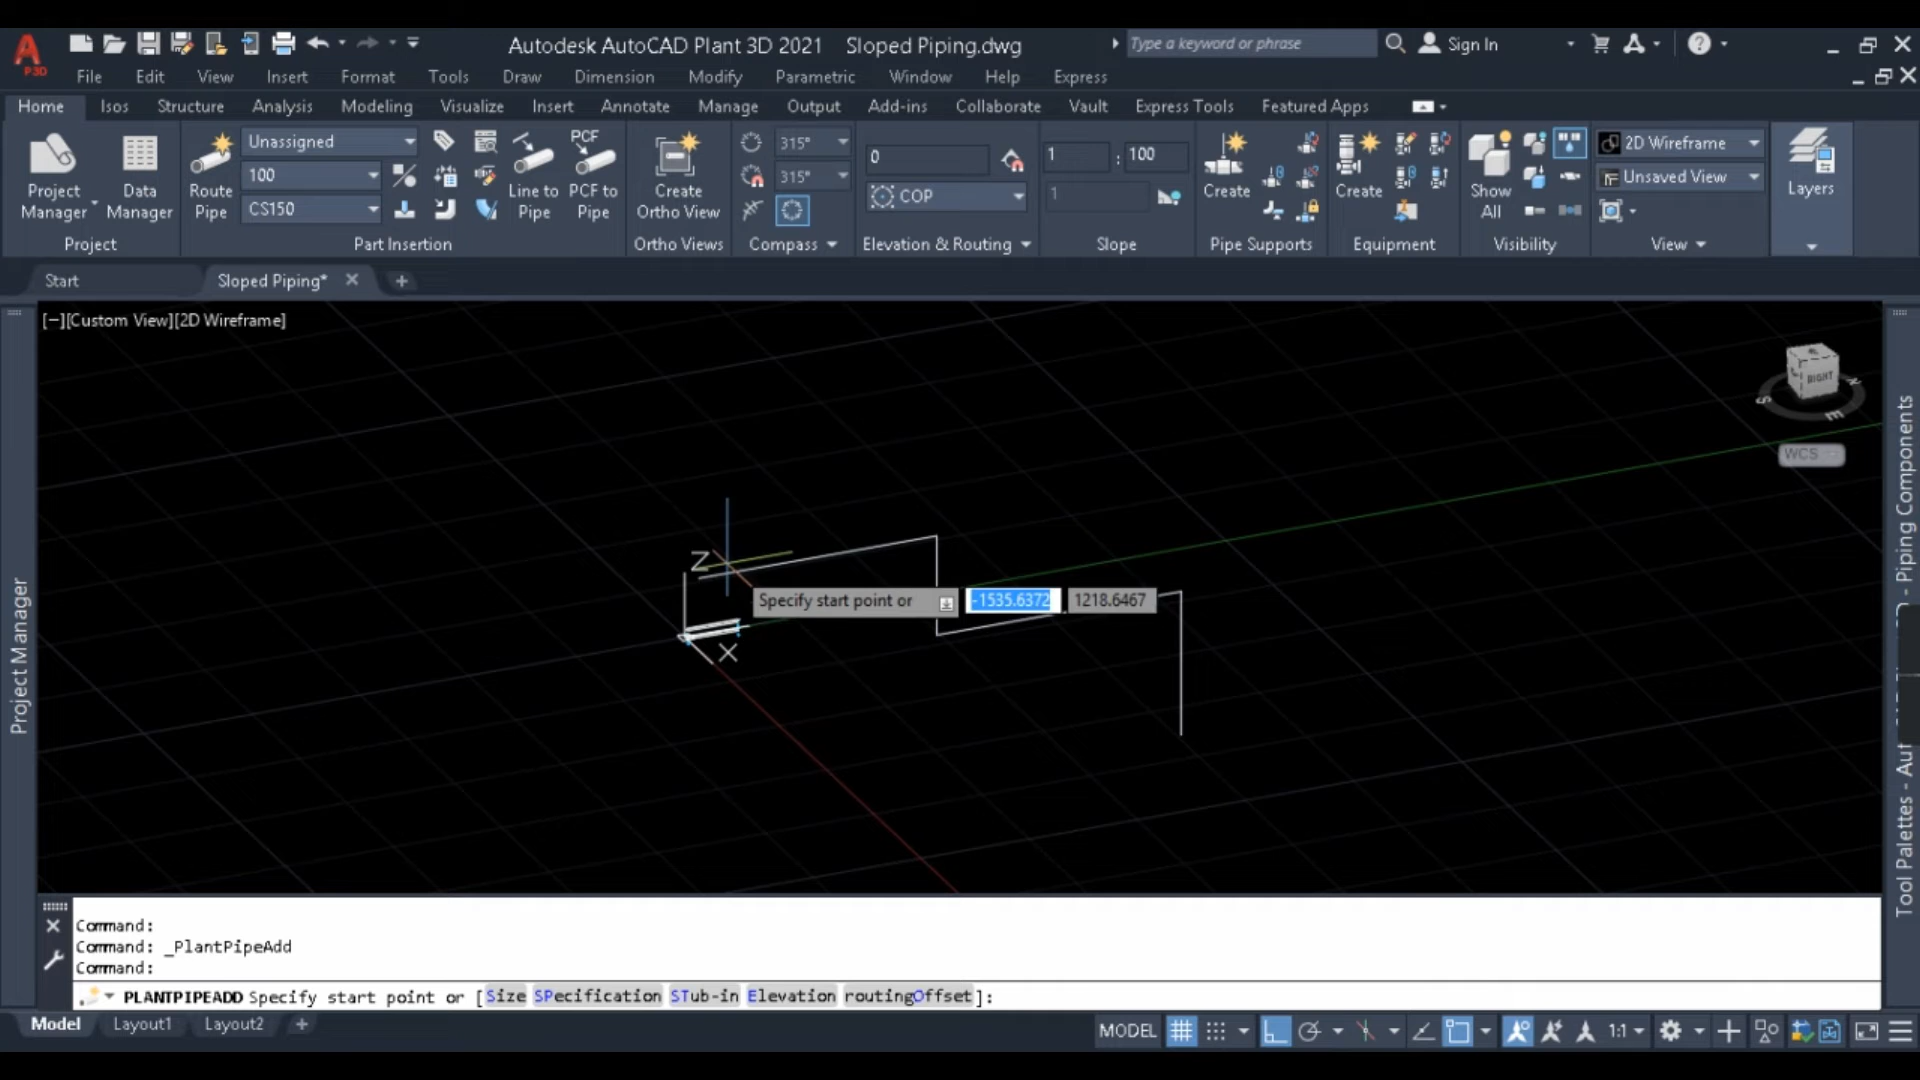 Autodesk AutoCAD Plant 3D 2021 Sloped Piping.dwg Type a keyword or phrase Sign In
P3D
File Edit View Insert Format Tools Draw Dimension Modify Parametric Window Help Express
Home Isos Structure Analysis Modeling Visualize Insert Annotate Manage Output Add-ins Collaborate Vault Express Tools Featured Apps
Project Manager
Data Manager
Project
Route Pipe
Unassigned
100
CS150
Line to Pipe
PCF
PCF to Pipe
Part Insertion
Create Ortho View
Ortho Views
315°
315°
Compass
0
COP
Elevation & Routing
1 : 100
1
Slope
Create
Pipe Supports
Create
Equipment
Show All
Visibility
2D Wireframe
Unsaved View
View
Layers
Start Sloped Piping*
[−][Custom View][2D Wireframe]
RIGHT
S
E
N
WCS
Z
X
Specify start point or -1535.6372 1218.6467
Project Manager
Piping Components
Tool Palettes - Aut
Command:
Command: _PlantPipeAdd
Command:
PLANTPIPEADD Specify start point or [Size SPecification STub-in Elevation routingOffset]:
Model Layout1 Layout2
MODEL 1:1